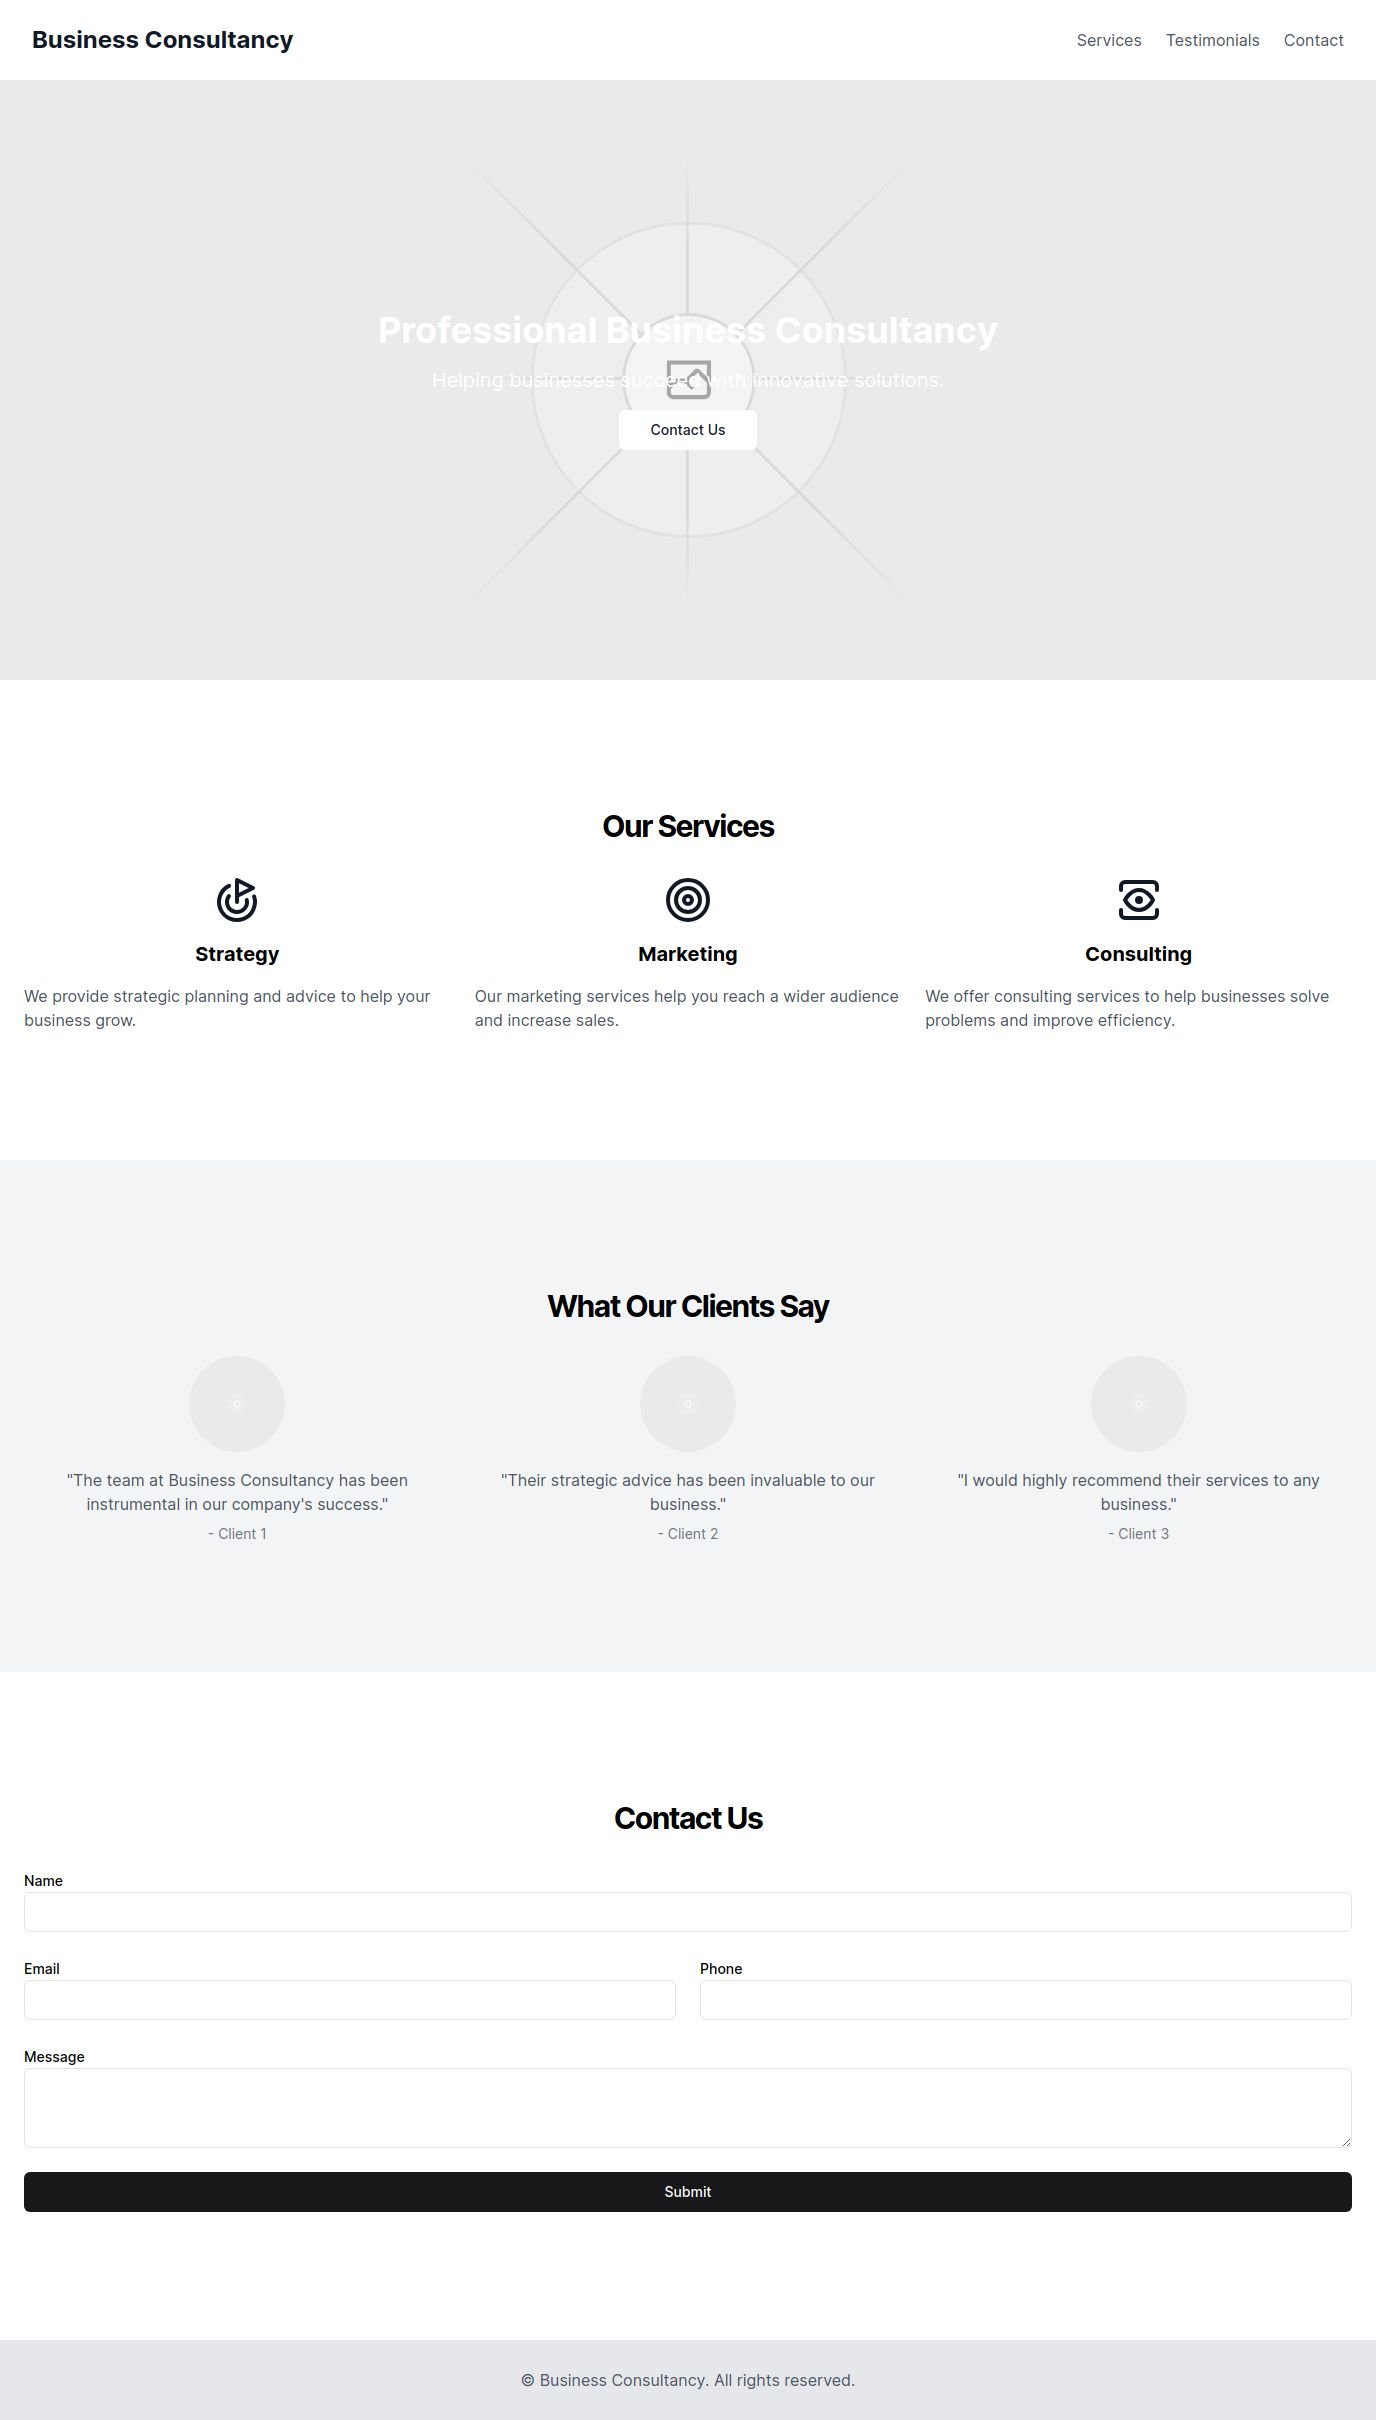 Business Consultancy
Services Testimonials Contact
Professional Business Consultancy
Helping businesses succeed with innovative solutions.
Contact Us
Our Services
Strategy
We provide strategic planning and advice to help your
business grow.
Marketing
Our marketing services help you reach a wider audience
and increase sales.
Consulting
We offer consulting services to help businesses solve
problems and improve efficiency.
What Our Clients Say
"The team at Business Consultancy has been
instrumental in our company's success."
- Client 1
"Their strategic advice has been invaluable to our
business."
- Client 2
"I would highly recommend their services to any
business."
- Client 3
Contact Us
Name
Email
Phone
Message
Submit
© Business Consultancy. All rights reserved.